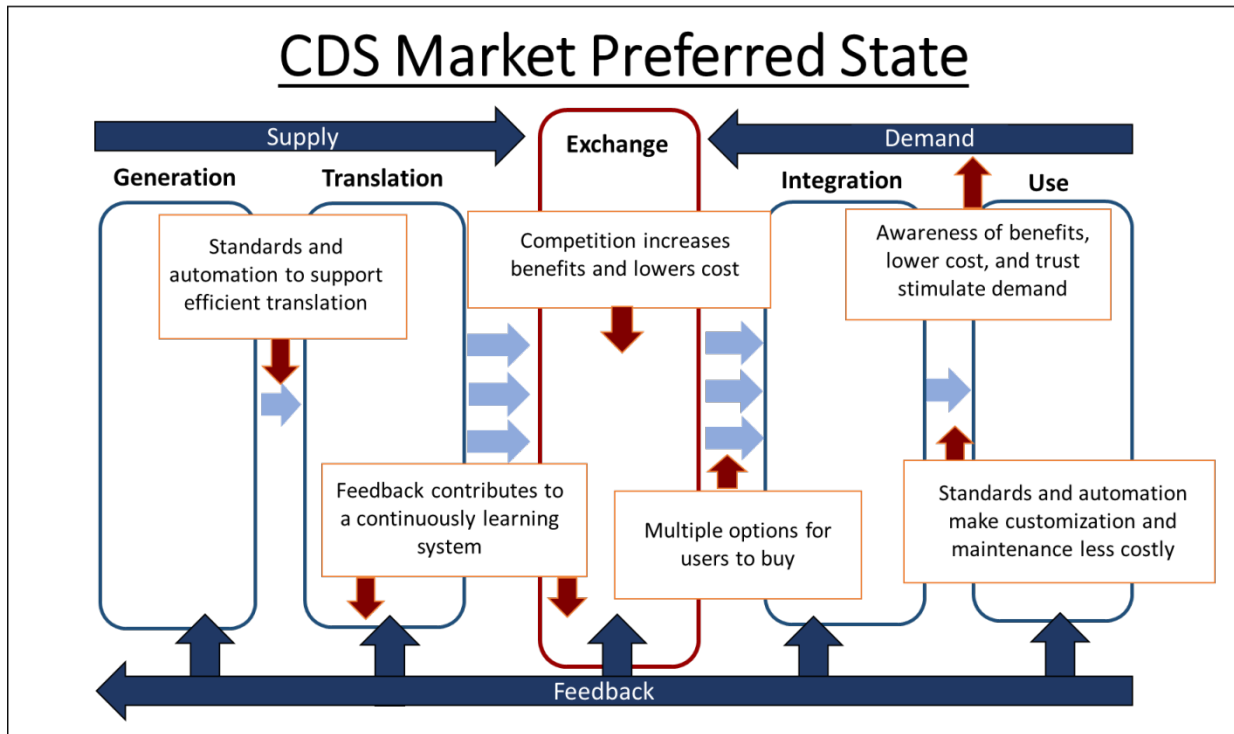 CDS Market Preferred State
Supply
Exchange
Demand
Generation
Translation
Integration
Use
Standards and
automation to support
efficient translation
Competition increases
benefits and lowers cost
Awareness of benefits,
lower cost, and trust
stimulate demand
Feedback contributes to
a continuously learning
system
Multiple options for
users to buy
Standards and automation
make customization and
maintenance less costly
Feedback